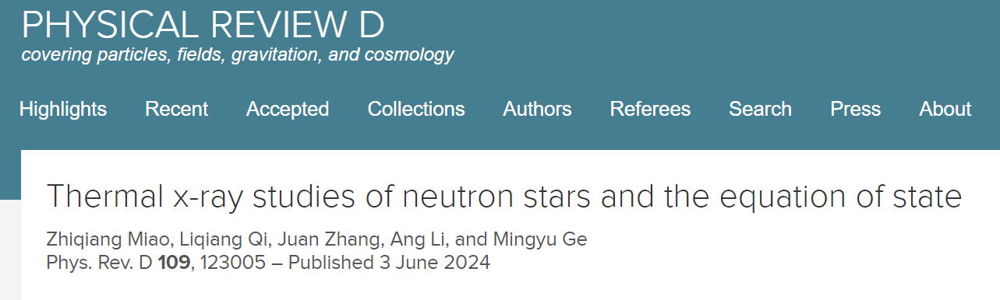 PHYSICAL REVIEW D
covering particles, fields, gravitation, and cosmology
Highlights Recent Accepted Collections Authors Referees Search Press About
Thermal x-ray studies of neutron stars and the equation of state
Zhiqiang Miao, Liqiang Qi, Juan Zhang, Ang Li, and Mingyu Ge
Phys. Rev. D 109, 123005 – Published 3 June 2024